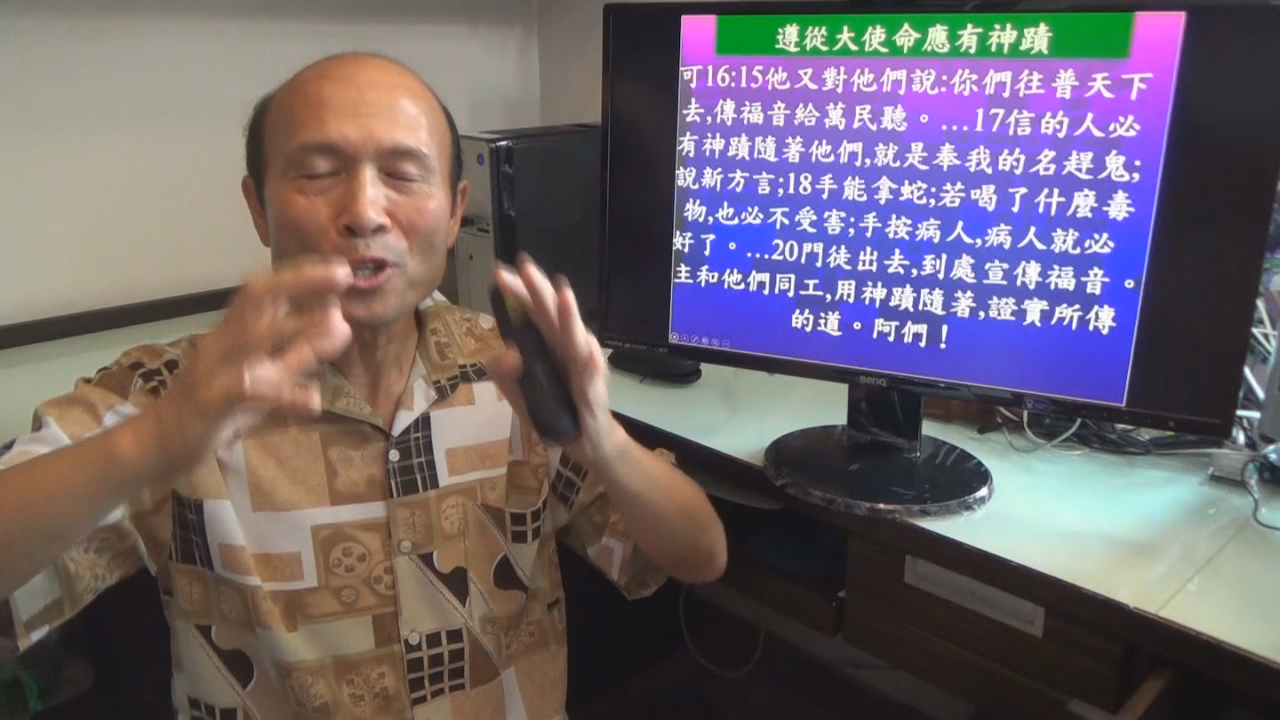 遵從大使命應有神蹟
可16:15他又對他們說:你們往普天下
去,傳福音給萬民聽。…17信的人必
有神蹟隨著他們,就是奉我的名趕鬼;
說新方言;18手能拿蛇;若喝了什麼毒
物,也必不受害;手按病人,病人就必
好了。…20門徒出去,到處宣傳福音。
主和他們同工,用神蹟隨著,證實所傳
的道。阿們！
BenQ